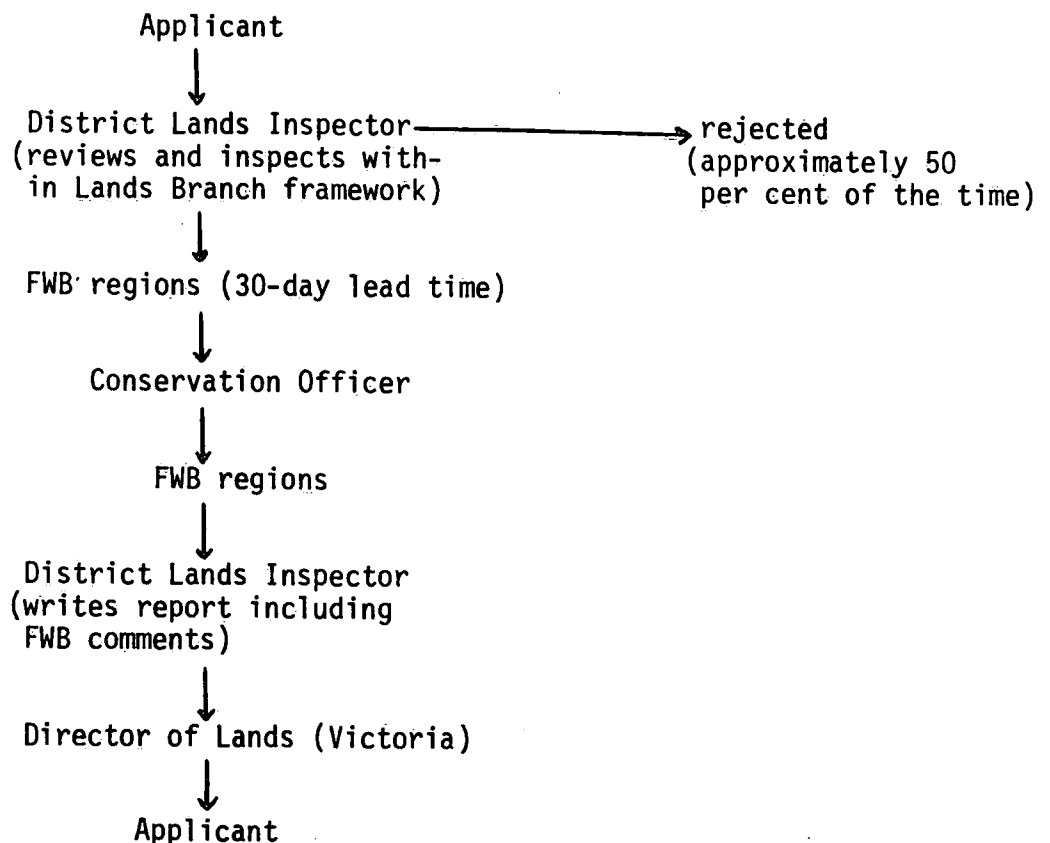 Applicant
District Lands Inspector
(reviews and inspects with-
in Lands Branch framework)
rejected
(approximately 50
per cent of the time)
FWB regions (30-day lead time)
Conservation Officer
FWB regions
District Lands Inspector
(writes report including
FWB comments)
Director of Lands (Victoria)
Applicant